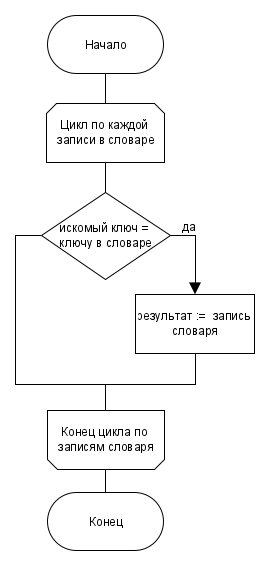 Начало
Цикл по каждой
записи в словаре
искомый ключ =
ключу в словаре
да
результат := запись
словаря
Конец цикла по
записям словаря
Конец